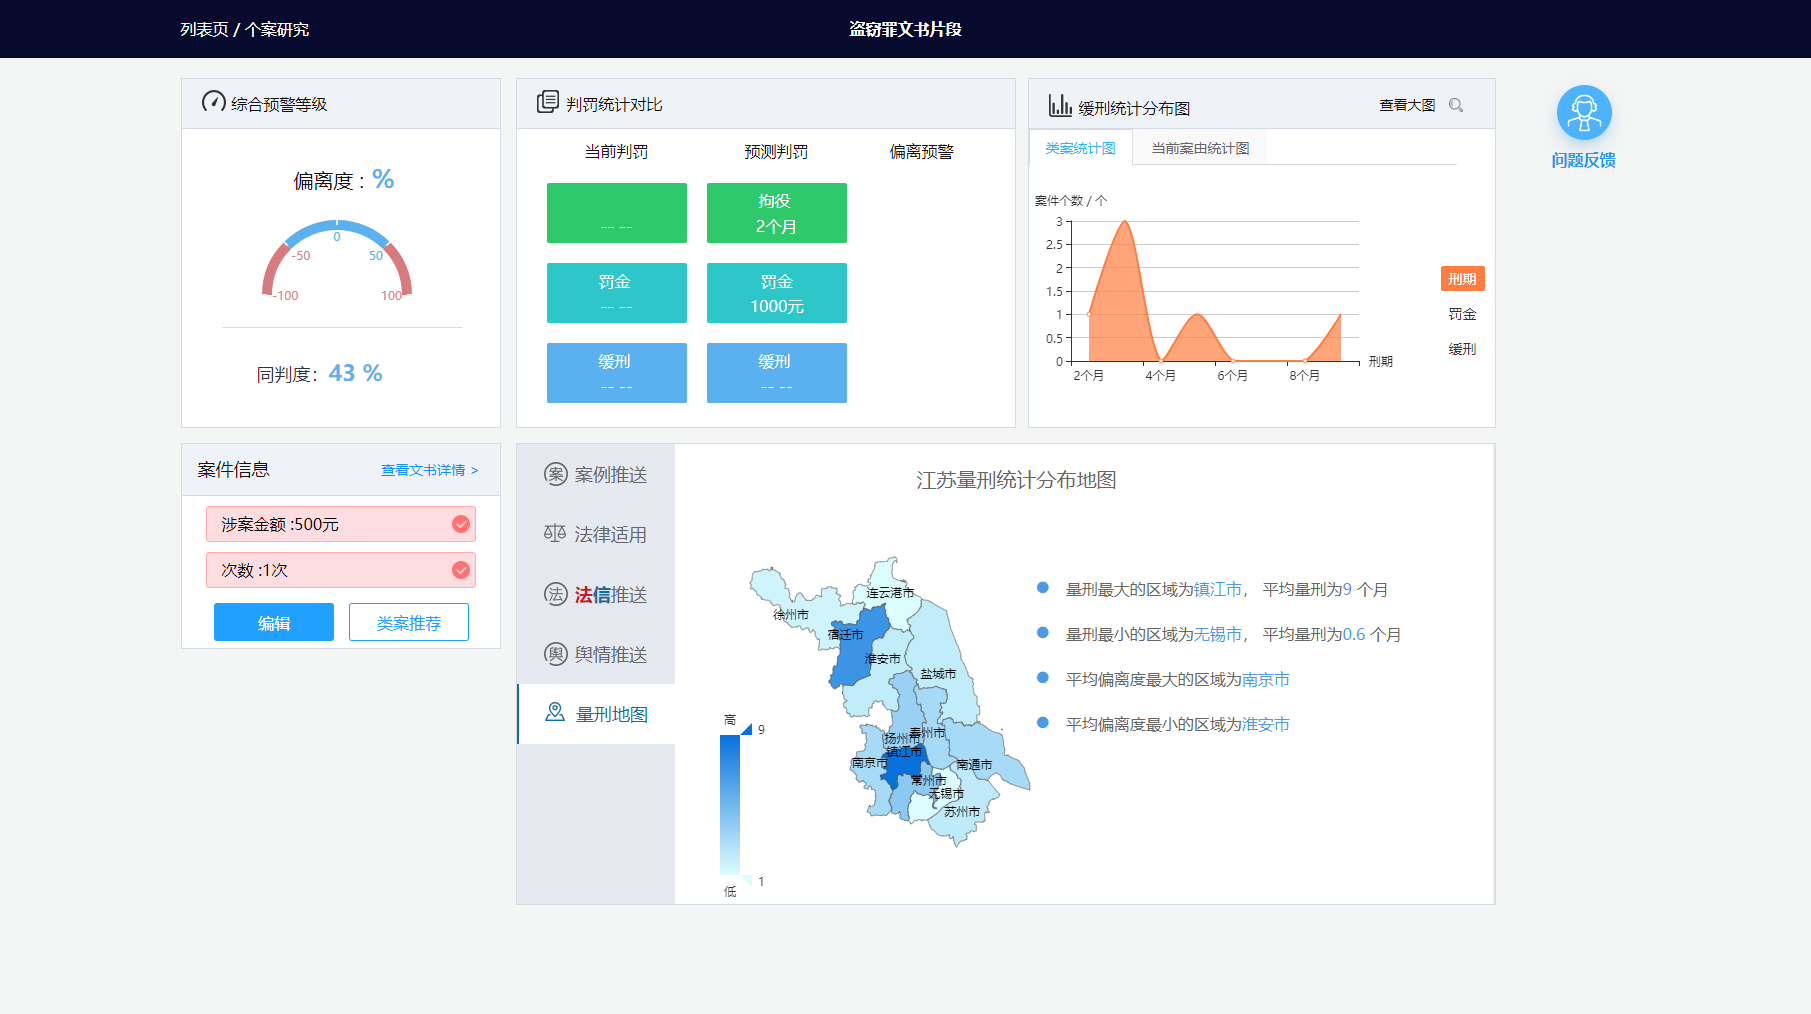 列表页 / 个案研究
盗窃罪文书片段
综合预警等级
偏离度 : %
0
-50
50
-100
100
同判度: 43 %
判罚统计对比
当前判罚
预测判罚
偏离预警
-- --
拘役
2个月
罚金
-- --
罚金
1000元
缓刑
-- --
缓刑
-- --
缓刑统计分布图
查看大图
类案统计图
当前案由统计图
案件个数 / 个
3
2.5
2
1.5
1
0.5
0
2个月
4个月
6个月
8个月
刑期
刑期
罚金
缓刑
问题反馈
案件信息
查看文书详情 >
涉案金额 :500元
次数 :1次
编辑
类案推荐
案 案例推送
法律适用
法 法信推送
舆 舆情推送
量刑地图
江苏量刑统计分布地图
连云港市
徐州市
宿迁市
淮安市
盐城市
泰州市
扬州市
镇江市
南京市
南通市
常州市
无锡市
苏州市
高
9
1
低
量刑最大的区域为镇江市， 平均量刑为9 个月
量刑最小的区域为无锡市， 平均量刑为0.6 个月
平均偏离度最大的区域为南京市
平均偏离度最小的区域为淮安市